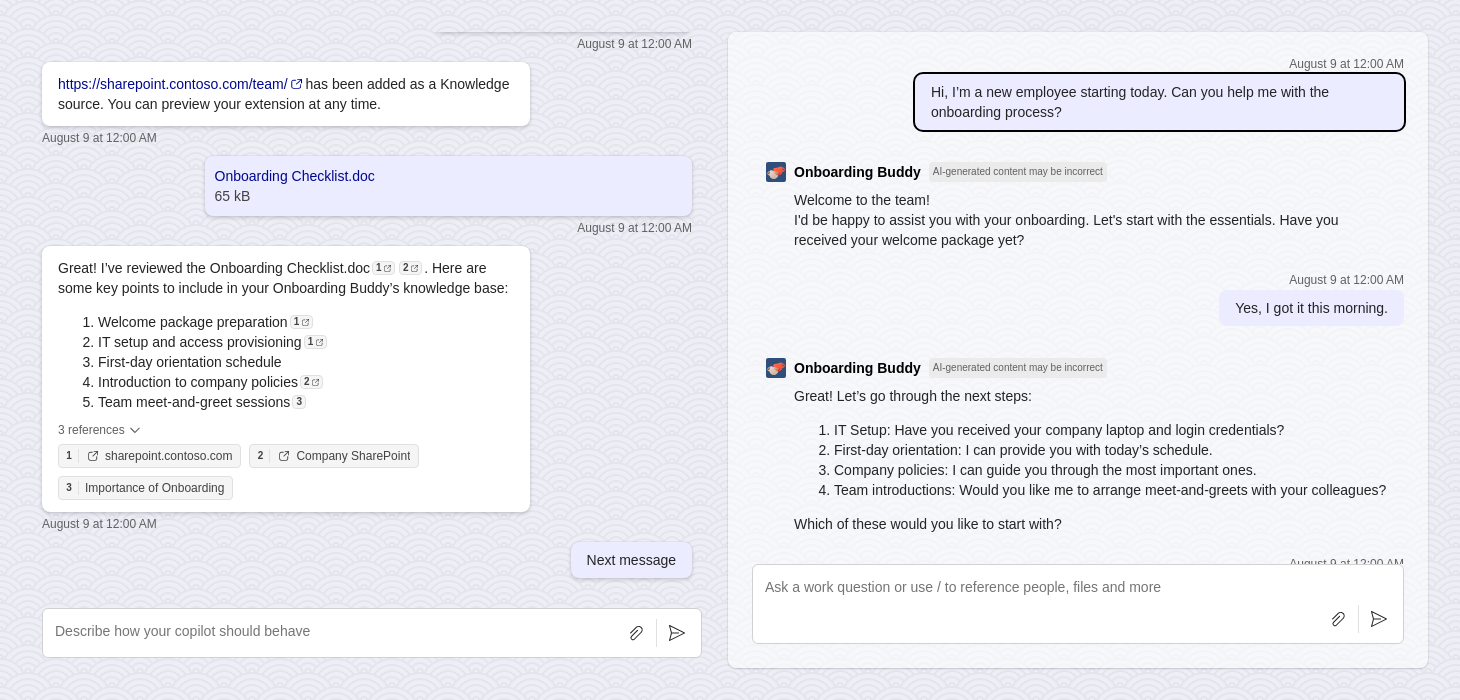 August 9 at 12:00 AM
https://sharepoint.contoso.com/team/ has been added as a Knowledge
source. You can preview your extension at any time.
August 9 at 12:00 AM
Onboarding Checklist.doc
65 kB
August 9 at 12:00 AM
Great! I’ve reviewed the Onboarding Checklist.doc 1 2 . Here are
some key points to include in your Onboarding Buddy’s knowledge base:
1. Welcome package preparation 1
2. IT setup and access provisioning 1
3. First-day orientation schedule
4. Introduction to company policies 2
5. Team meet-and-greet sessions 3
3 references
1 sharepoint.contoso.com 2 Company SharePoint
3 Importance of Onboarding
August 9 at 12:00 AM
Next message
Describe how your copilot should behave
August 9 at 12:00 AM
Hi, I’m a new employee starting today. Can you help me with the
onboarding process?
Onboarding Buddy AI-generated content may be incorrect
Welcome to the team!
I'd be happy to assist you with your onboarding. Let's start with the essentials. Have you
received your welcome package yet?
August 9 at 12:00 AM
Yes, I got it this morning.
Onboarding Buddy AI-generated content may be incorrect
Great! Let’s go through the next steps:
1. IT Setup: Have you received your company laptop and login credentials?
2. First-day orientation: I can provide you with today’s schedule.
3. Company policies: I can guide you through the most important ones.
4. Team introductions: Would you like me to arrange meet-and-greets with your colleagues?
Which of these would you like to start with?
August 9 at 12:00 AM
Ask a work question or use / to reference people, files and more